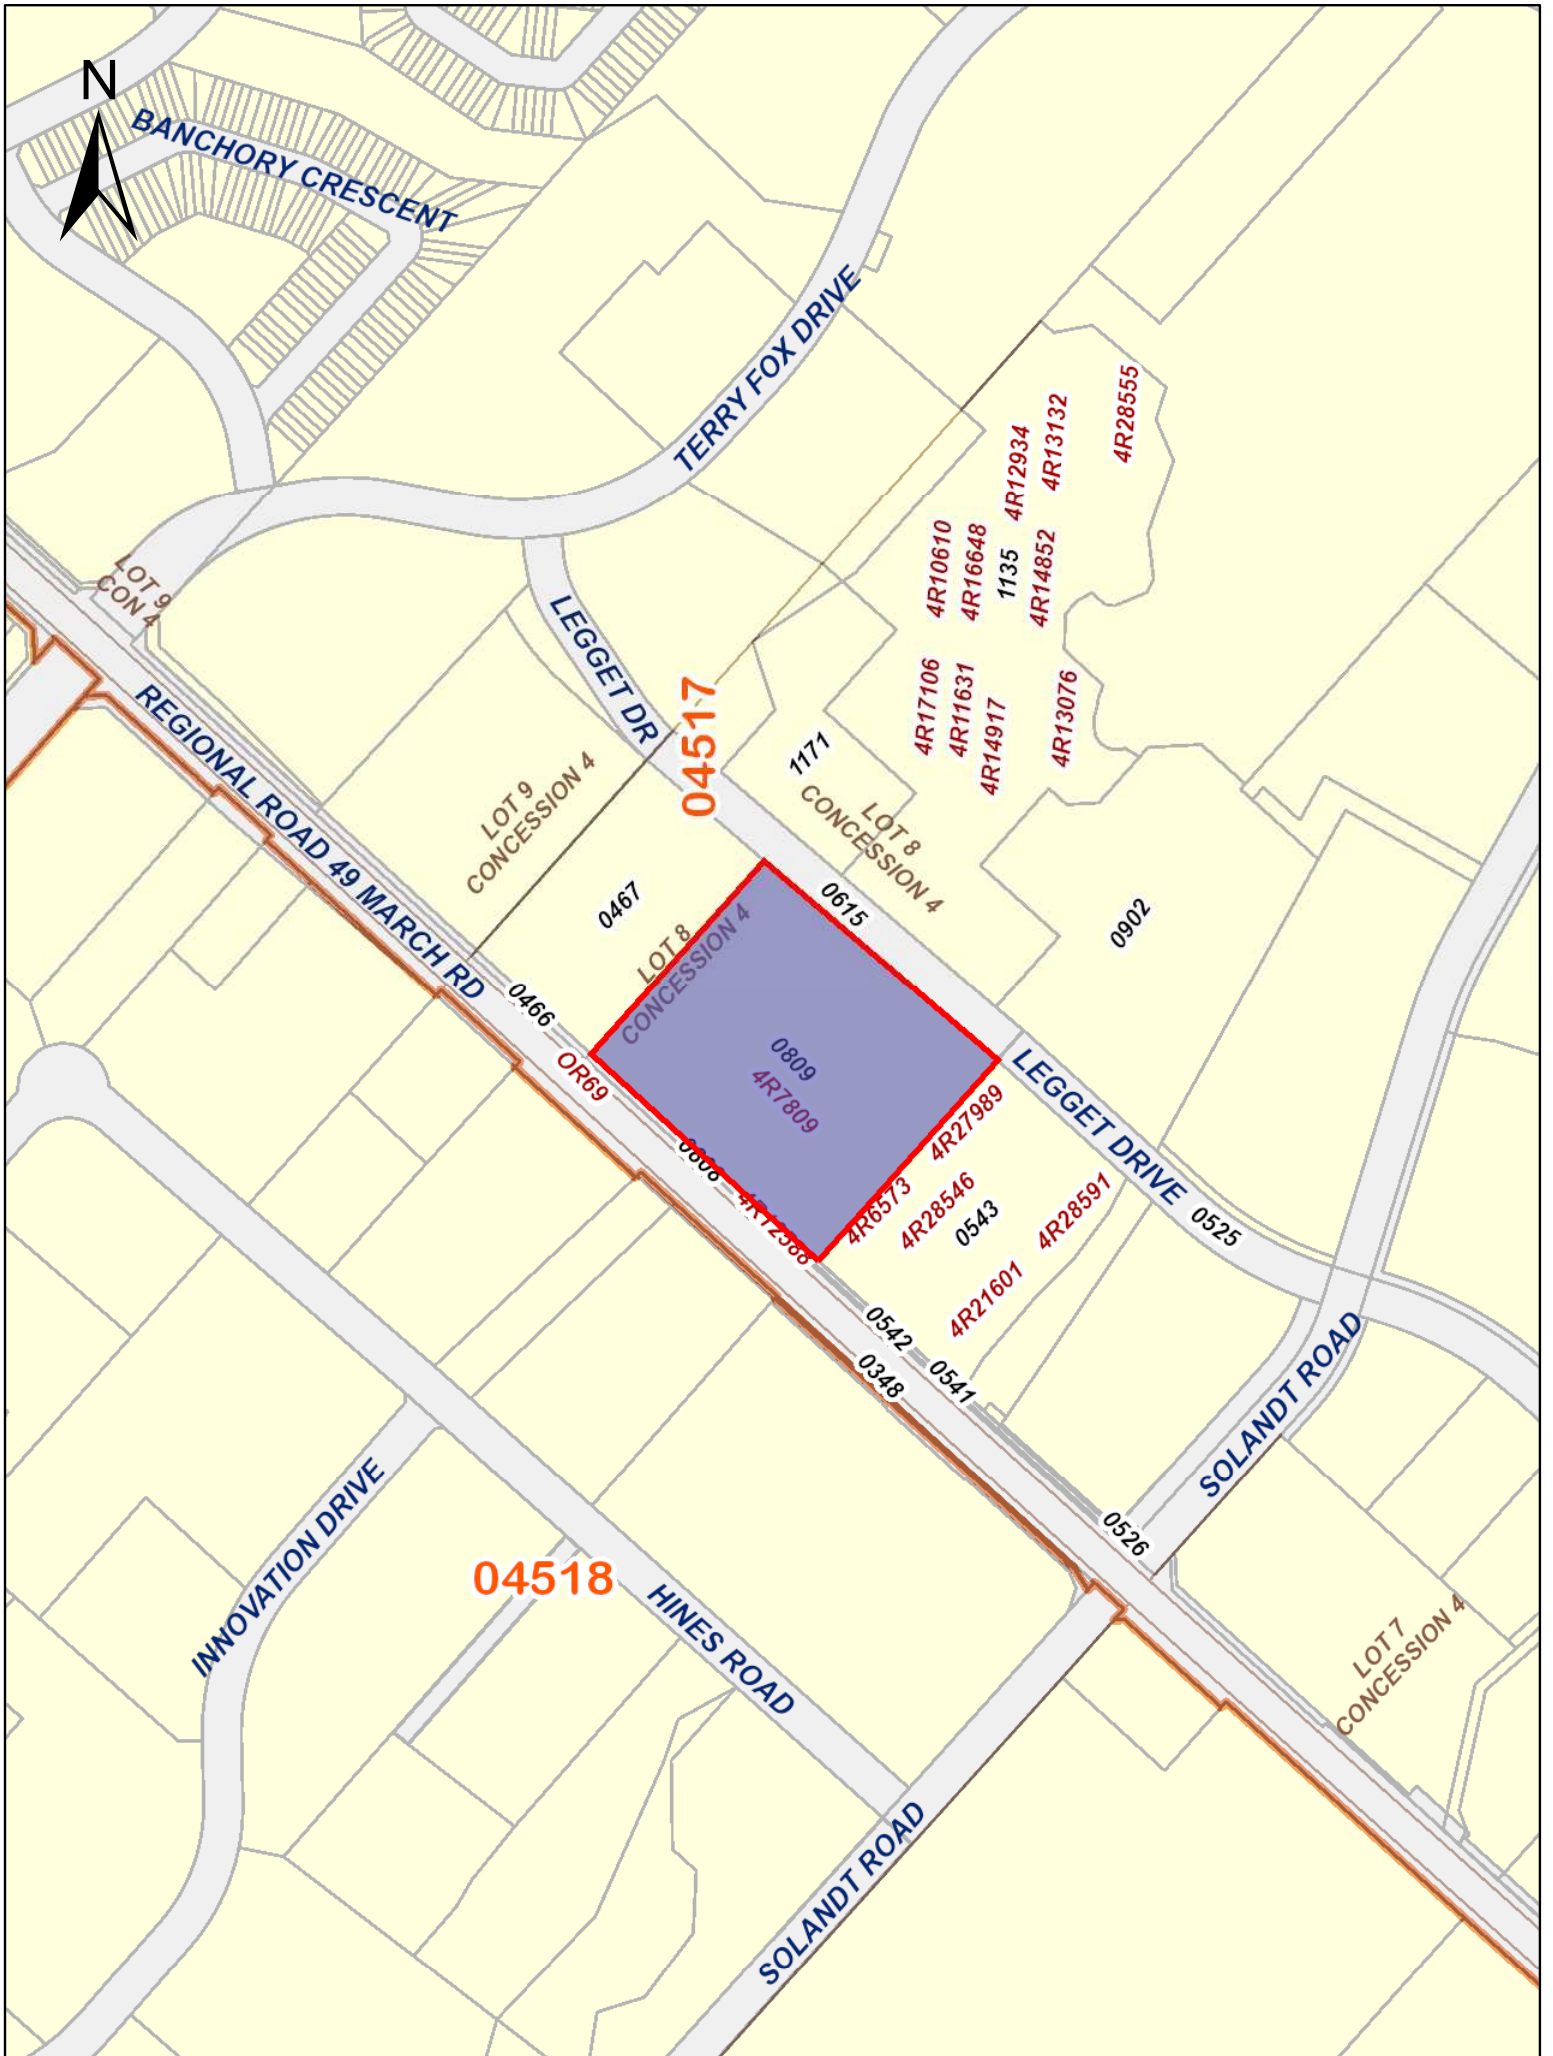 N
BANCHORY CRESCENT
TERRY FOX DRIVE
4R28555
4R13132
4R12934
4R10610
4R16648
1135
4R14852
LOT 9
CON 4
LEGGET DR
4R17106
4R11631
4R14917
4R13076
04517
REGIONAL ROAD 49 MARCH RD
1171
LOT 9
CONCESSION 4
LOT 8
CONCESSION 4
0467
0615
0902
LOT 8
CONCESSION 4
0466
OR69
0809
4R7809
LEGGET DRIVE
4R27989
0808
4R12588
4R6573
4R28546
0543
4R28591
0525
4R21601
0542
0348
0541
SOLANDT ROAD
0526
INNOVATION DRIVE
04518
HINES ROAD
LOT 7
CONCESSION 4
SOLANDT ROAD